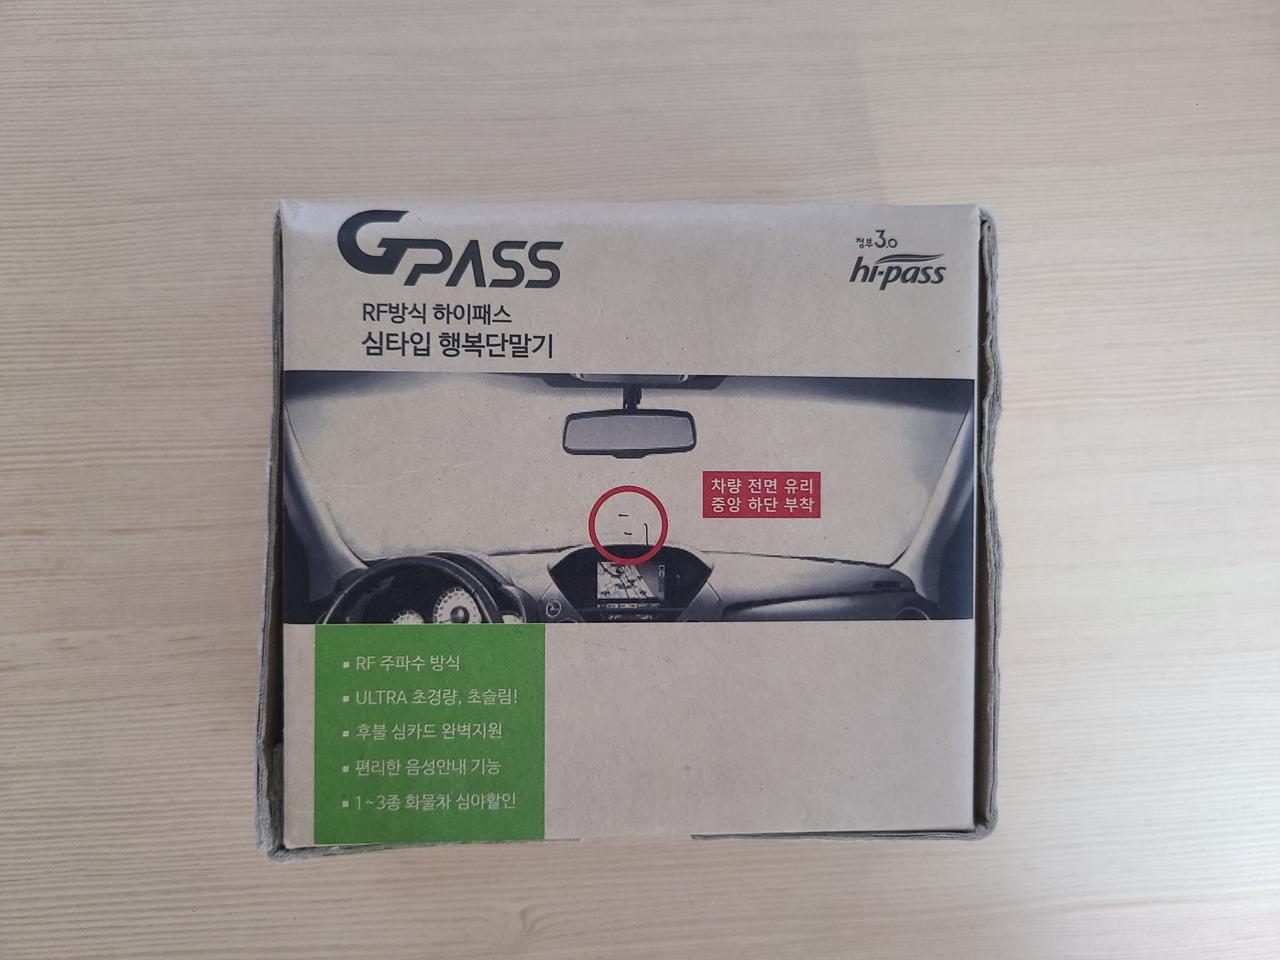 GPASS
정부3.0
hi-pass
RF방식 하이패스
심타입 행복단말기
차량 전면 유리
중앙 하단 부착
▪ RF 주파수 방식
▪ ULTRA 초경량, 초슬림!
▪ 후불 심카드 완벽지원
▪ 편리한 음성안내 기능
▪ 1~3종 화물차 심야할인